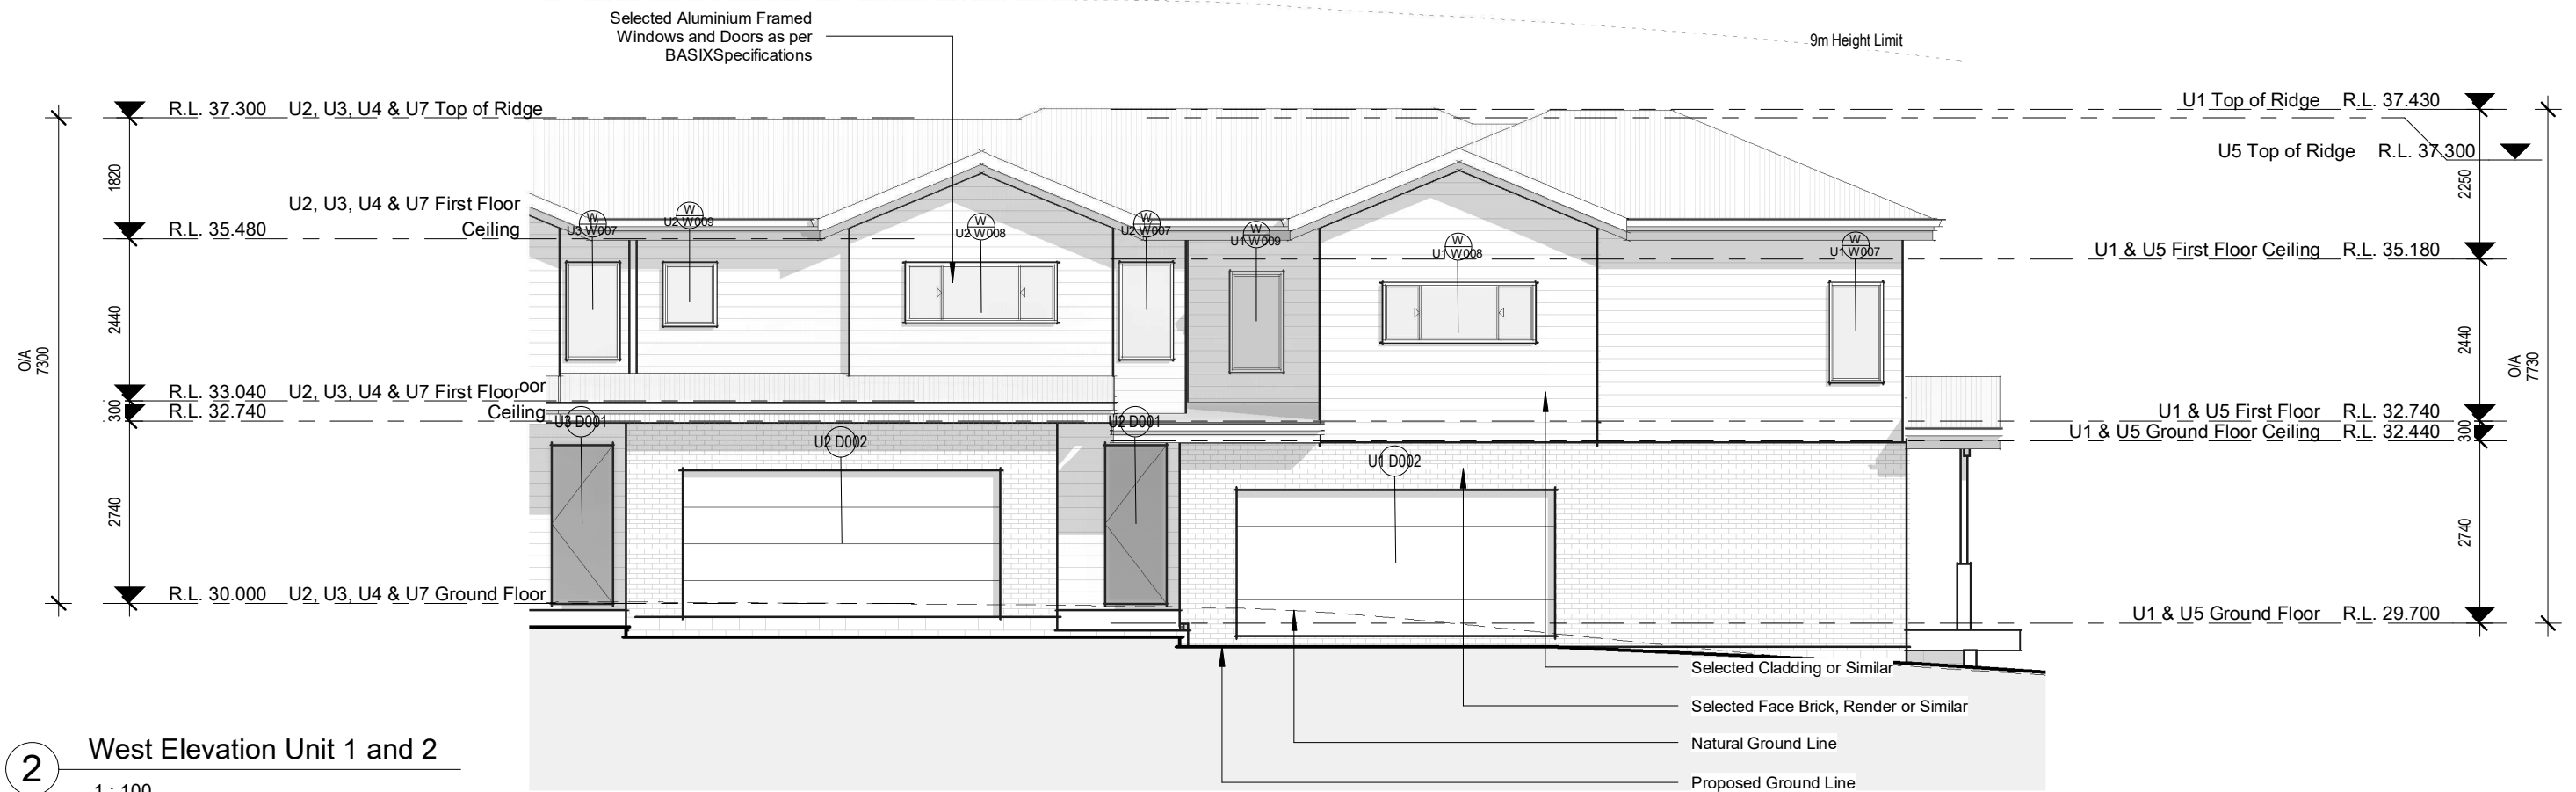 Selected Aluminium Framed
Windows and Doors as per
BASIXSpecifications
9m Height Limit
R.L. 37.300 U2, U3, U4 & U7 Top of Ridge
U1 Top of Ridge R.L. 37.430
U5 Top of Ridge R.L. 37.300
1820
2250
U2, U3, U4 & U7 First Floor
R.L. 35.480 Ceiling
U1 & U5 First Floor Ceiling R.L. 35.180
W
U3 W007
W
U2 W009
W
U2 W008
W
U2 W007
W
U1 W009
W
U1 W008
W
U1 W007
2440
2440
O/A
7300
O/A
7730
R.L. 33.040 U2, U3, U4 & U7 First Floor
oor
300
R.L. 32.740 Ceiling
U1 & U5 First Floor R.L. 32.740
U1 & U5 Ground Floor Ceiling R.L. 32.440
300
U3 D001
U2 D002
U2 D001
U1 D002
2740
2740
R.L. 30.000 U2, U3, U4 & U7 Ground Floor
U1 & U5 Ground Floor R.L. 29.700
Selected Cladding or Similar
Selected Face Brick, Render or Similar
Natural Ground Line
Proposed Ground Line
2
West Elevation Unit 1 and 2
1 : 100